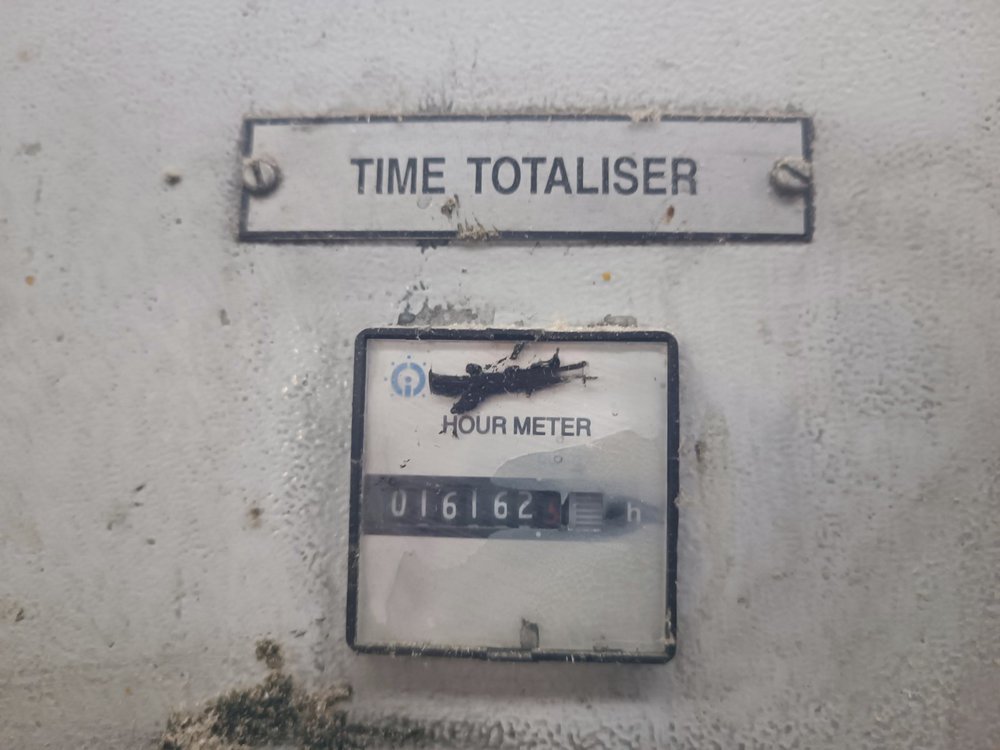 TIME TOTALISER
HOUR METER
016162 h